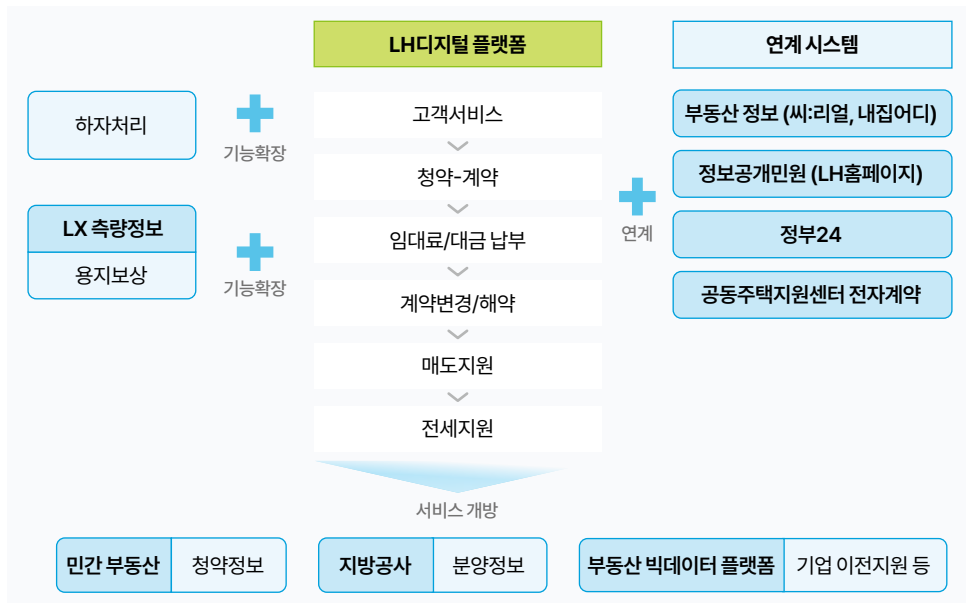 LH디지털 플랫폼
연계 시스템
하자처리
기능확장
LX 측량정보
용지보상
기능확장
고객서비스
청약-계약
임대료/대금 납부
계약변경/해약
매도지원
전세지원
연계
부동산 정보 (씨:리얼, 내집어디)
정보공개민원 (LH홈페이지)
정부24
공동주택지원센터 전자계약
서비스 개방
민간 부동산 청약정보
지방공사 분양정보
부동산 빅데이터 플랫폼 기업 이전지원 등